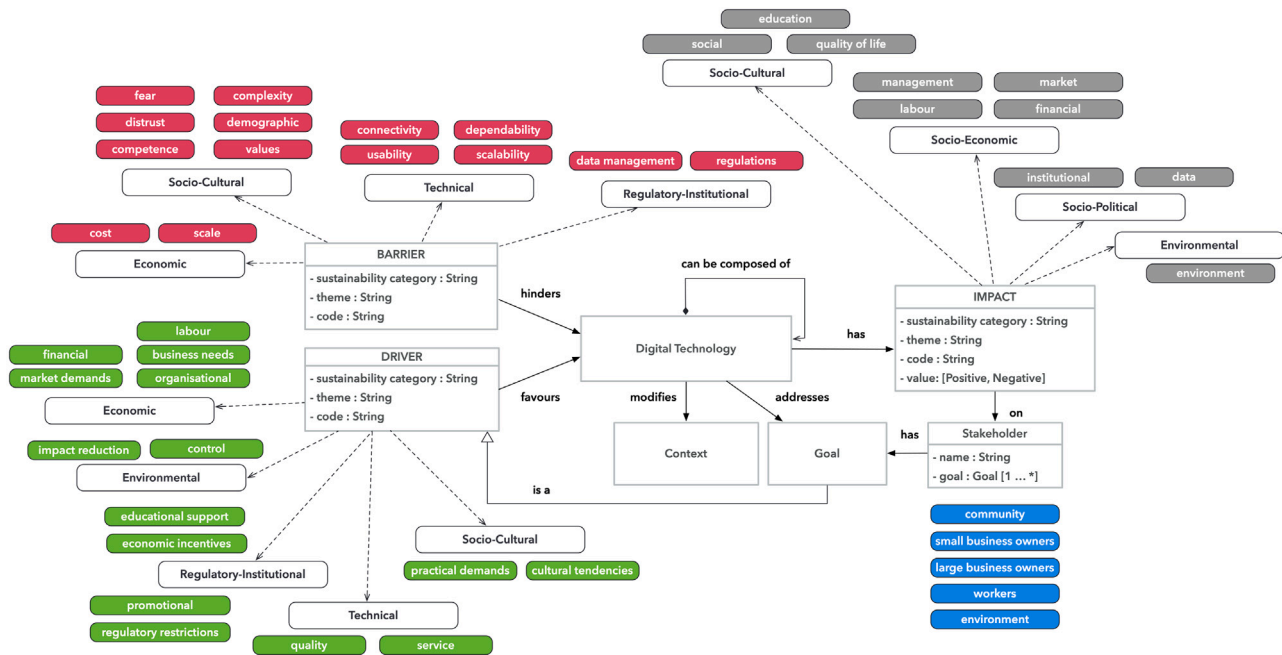 education
social
quality of life
Socio-Cultural
management
market
labour
financial
Socio-Economic
institutional
data
Socio-Political
Environmental
environment
fear
complexity
distrust
demographic
competence
values
Socio-Cultural
connectivity
dependability
usability
scalability
Technical
data management
regulations
Regulatory-Institutional
cost
scale
Economic
BARRIER
- sustainability category : String
- theme : String
- code : String
hinders
can be composed of
Digital Technology
has
IMPACT
- sustainability category : String
- theme : String
- code : String
- value: [Positive, Negative]
labour
financial
business needs
market demands
organisational
Economic
DRIVER
- sustainability category : String
- theme : String
- code : String
favours
modifies
addresses
on
Context
Goal
has
Stakeholder
- name : String
- goal : Goal [1 ... *]
is a
impact reduction
control
Environmental
educational support
economic incentives
Regulatory-Institutional
promotional
regulatory restrictions
Socio-Cultural
practical demands
cultural tendencies
Technical
quality
service
community
small business owners
large business owners
workers
environment